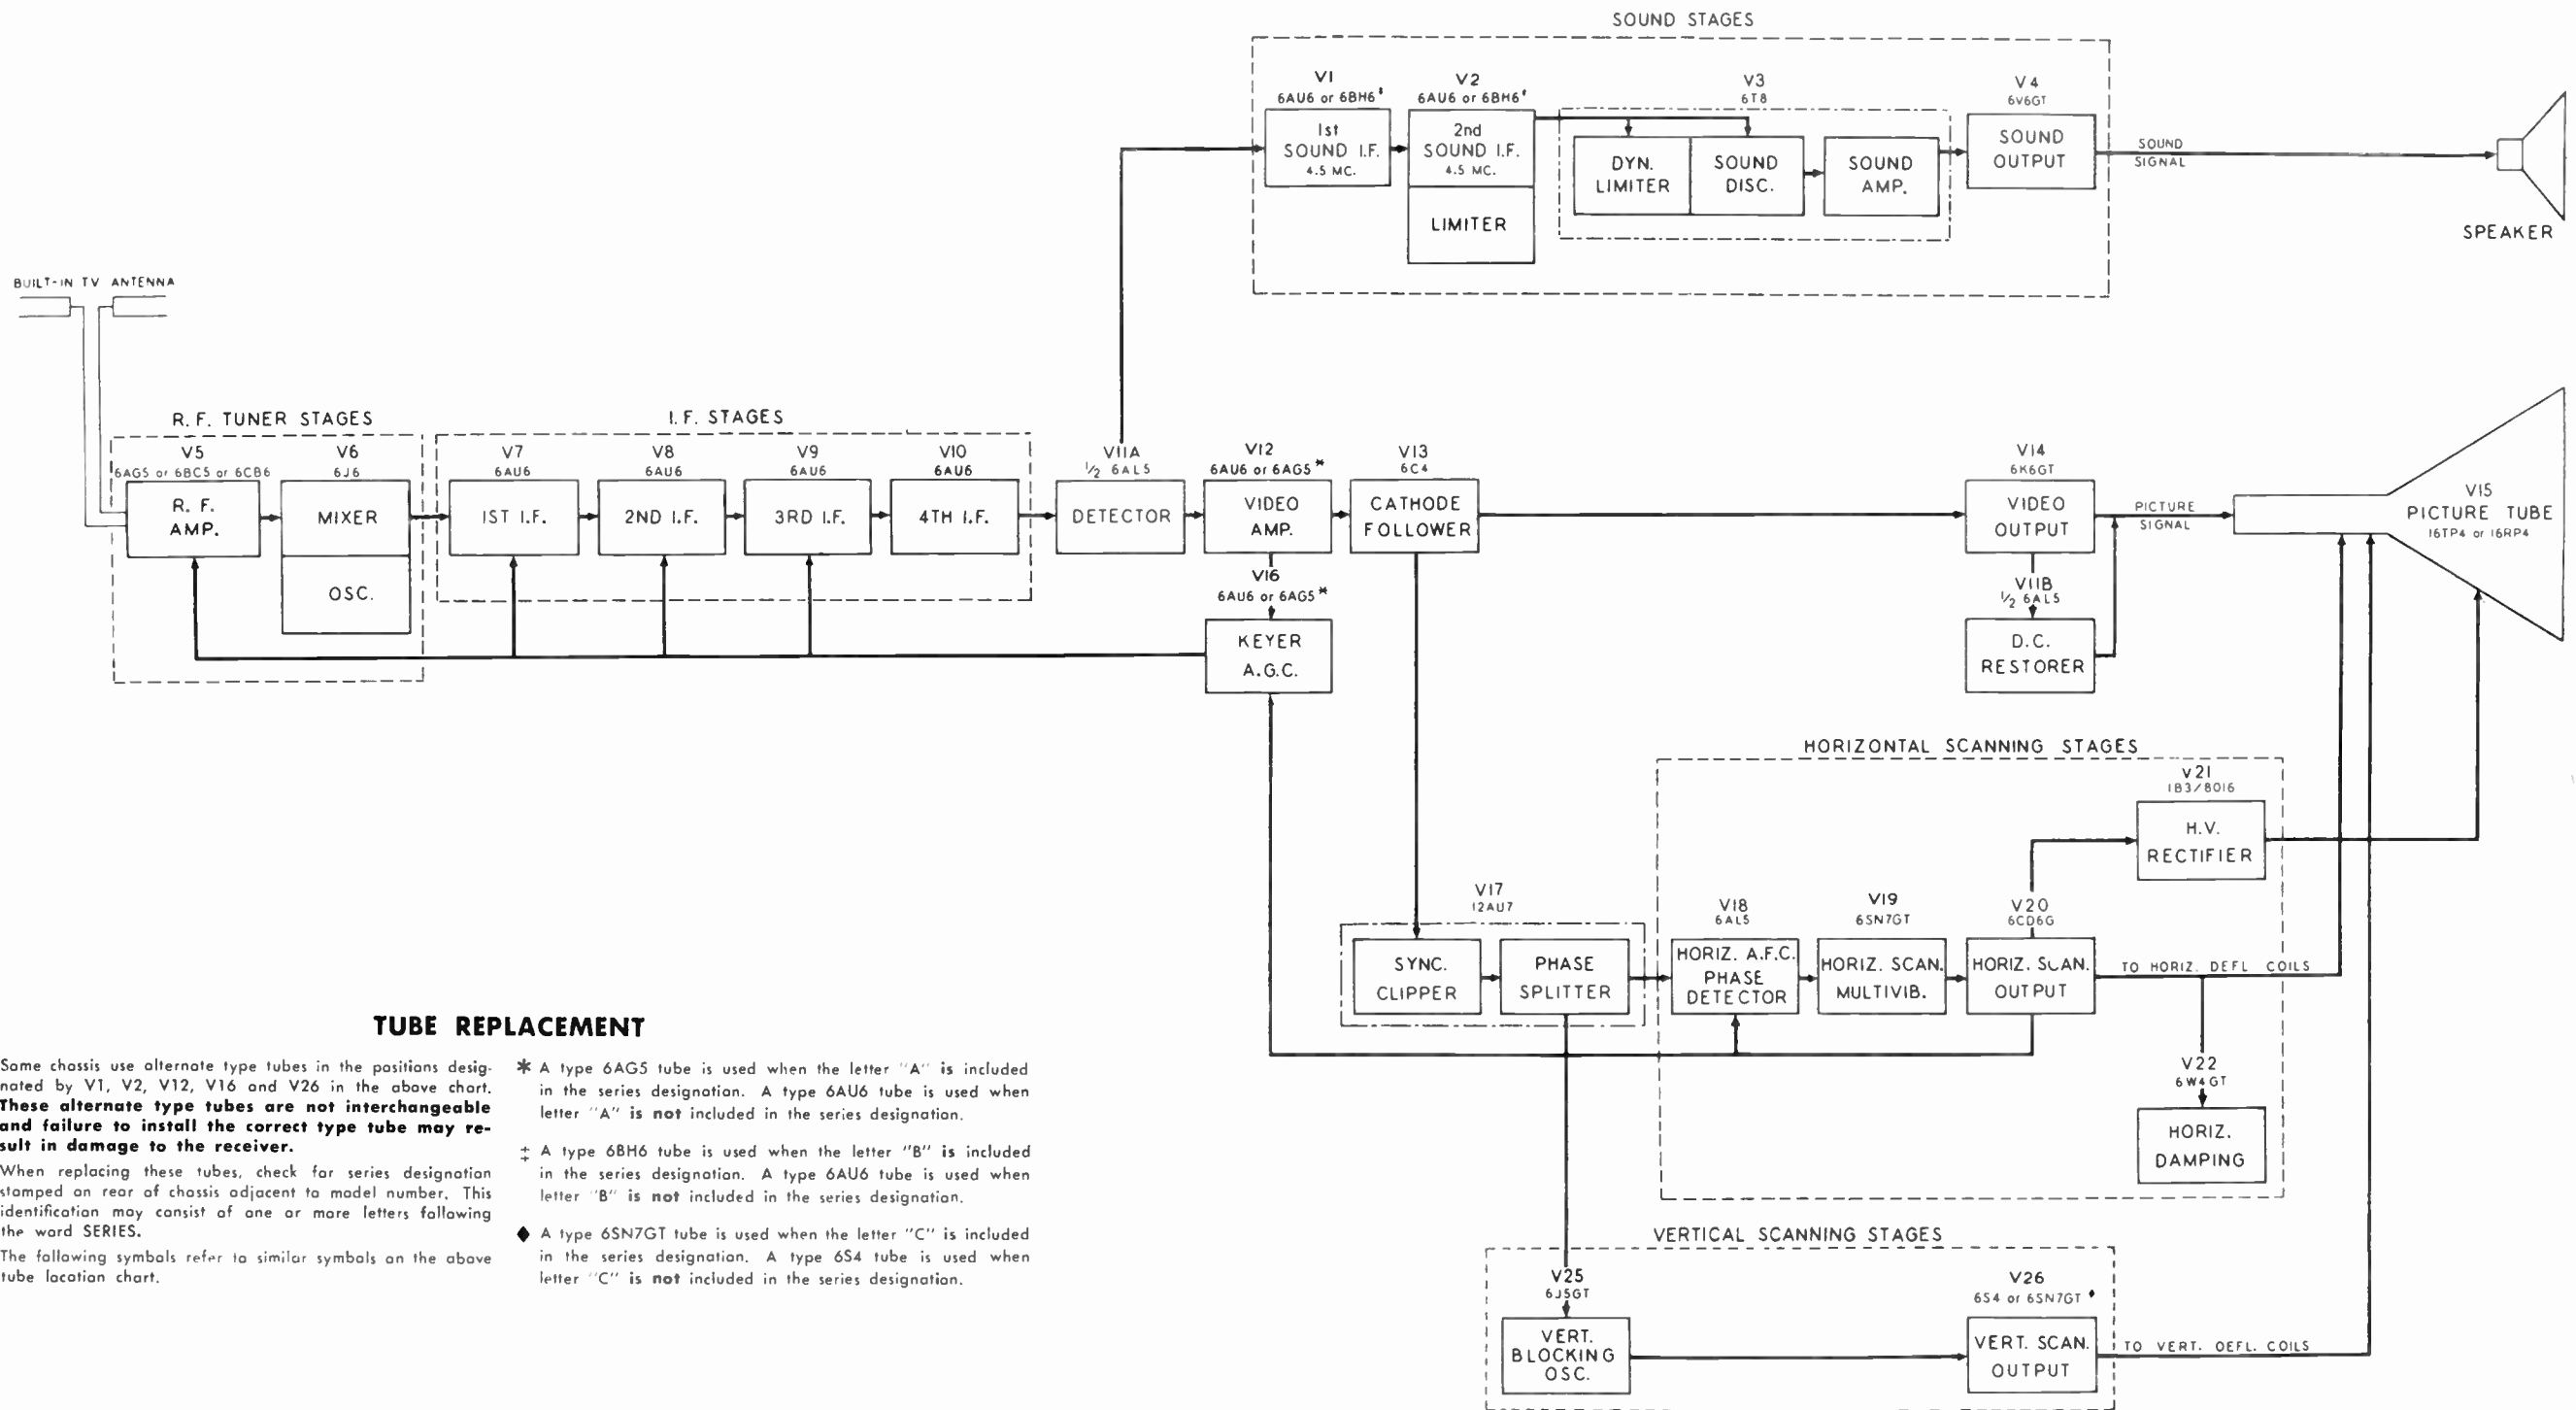 SOUND STAGES
V1
6AU6 or 6BH6‡
1st
SOUND I.F.
4.5 MC.
V2
6AU6 or 6BH6‡
2nd
SOUND I.F.
4.5 MC.
LIMITER
V3
6T8
DYN.
LIMITER
SOUND
DISC.
SOUND
AMP.
V4
6V6GT
SOUND
OUTPUT
SOUND
SIGNAL
SPEAKER
BUILT-IN TV ANTENNA
R. F. TUNER STAGES
V5
6AG5 or 6BC5 or 6CB6
R. F.
AMP.
V6
6J6
MIXER
OSC.
I.F. STAGES
V7
6AU6
1ST I.F.
V8
6AU6
2ND I.F.
V9
6AU6
3RD I.F.
V10
6AU6
4TH I.F.
V11A
1/2 6AL5
DETECTOR
V12
6AU6 or 6AG5*
VIDEO
AMP.
V13
6C4
CATHODE
FOLLOWER
V14
6K6GT
VIDEO
OUTPUT
PICTURE
SIGNAL
V15
PICTURE TUBE
16TP4 or 16RP4
V16
6AU6 or 6AG5*
KEYER
A.G.C.
V11B
1/2 6AL5
D.C.
RESTORER
HORIZONTAL SCANNING STAGES
V21
1B3/8016
H.V.
RECTIFIER
V17
12AU7
SYNC.
CLIPPER
PHASE
SPLITTER
V18
6AL5
HORIZ. A.F.C.
PHASE
DETECTOR
V19
6SN7GT
HORIZ. SCAN.
MULTIVIB.
V20
6CD6G
HORIZ. SCAN.
OUTPUT
TO HORIZ. DEFL. COILS
V22
6W4GT
HORIZ.
DAMPING
VERTICAL SCANNING STAGES
V25
6J5GT
VERT.
BLOCKING
OSC.
V26
6S4 or 6SN7GT ♦
VERT. SCAN.
OUTPUT
TO VERT. DEFL. COILS
TUBE REPLACEMENT
Some chassis use alternate type tubes in the positions desig-
nated by V1, V2, V12, V16 and V26 in the above chart.
These alternate type tubes are not interchangeable
and failure to install the correct type tube may re-
sult in damage to the receiver.
When replacing these tubes, check for series designation
stamped on rear of chassis adjacent to model number. This
identification may consist of one or more letters following
the word SERIES.
The following symbols refer to similar symbols on the above
tube location chart.
* A type 6AG5 tube is used when the letter "A" is included
in the series designation. A type 6AU6 tube is used when
letter "A" is not included in the series designation.
‡ A type 6BH6 tube is used when the letter "B" is included
in the series designation. A type 6AU6 tube is used when
letter "B" is not included in the series designation.
♦ A type 6SN7GT tube is used when the letter "C" is included
in the series designation. A type 6S4 tube is used when
letter "C" is not included in the series designation.